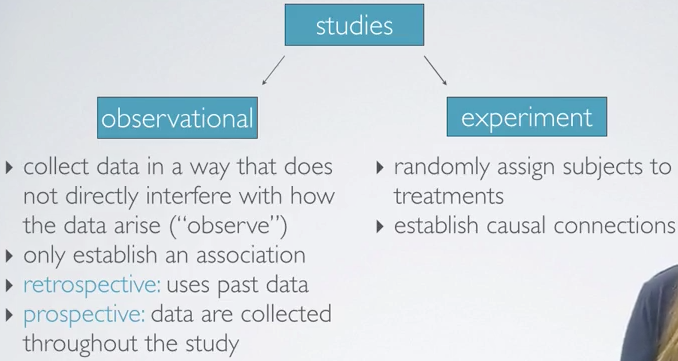 studies
observational
collect data in a way that does
not directly interfere with how
the data arise (“observe”)
only establish an association
retrospective: uses past data
prospective: data are collected
throughout the study
experiment
randomly assign subjects to
treatments
establish causal connections